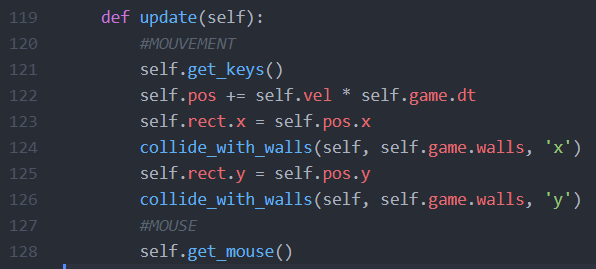 119 def update(self):
120 #MOUVEMENT
121 self.get_keys()
122 self.pos += self.vel * self.game.dt
123 self.rect.x = self.pos.x
124 collide_with_walls(self, self.game.walls, 'x')
125 self.rect.y = self.pos.y
126 collide_with_walls(self, self.game.walls, 'y')
127 #MOUSE
128 self.get_mouse()